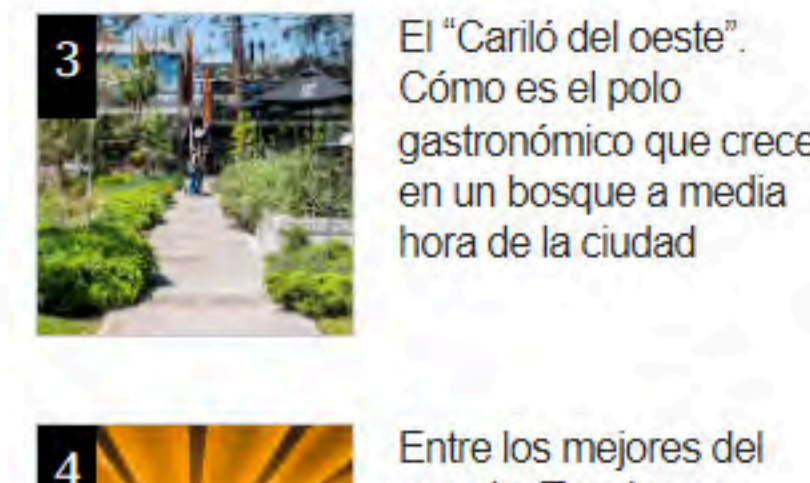 3
El “Cariló del oeste”.
Cómo es el polo
gastronómico que crece
en un bosque a media
hora de la ciudad
4
Entre los mejores del